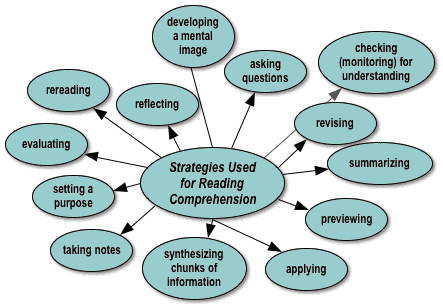 developing
a mental
image
checking
(monitoring) for
understanding
asking
questions
rereading
reflecting
revising
evaluating
Strategies Used
for Reading
Comprehension
summarizing
setting a
purpose
previewing
taking notes
synthesizing
chunks of
information
applying